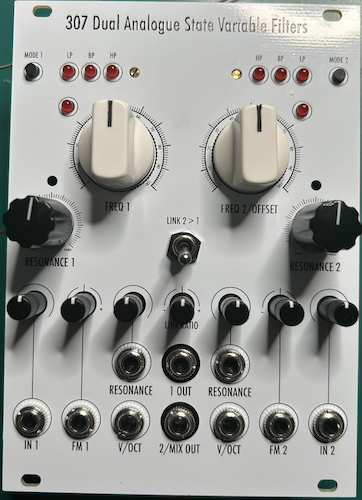 307 Dual Analogue State Variable Filters
MODE 1
LP BP HP
HP BP LP
MODE 2
FREQ 1
FREQ 2/OFFSET
LINK 2 > 1
RESONANCE 1
RESONANCE 2
LINK RATIO
RESONANCE
1 OUT
RESONANCE
IN 1
FM 1
V/OCT
2/MIX OUT
V/OCT
FM 2
IN 2